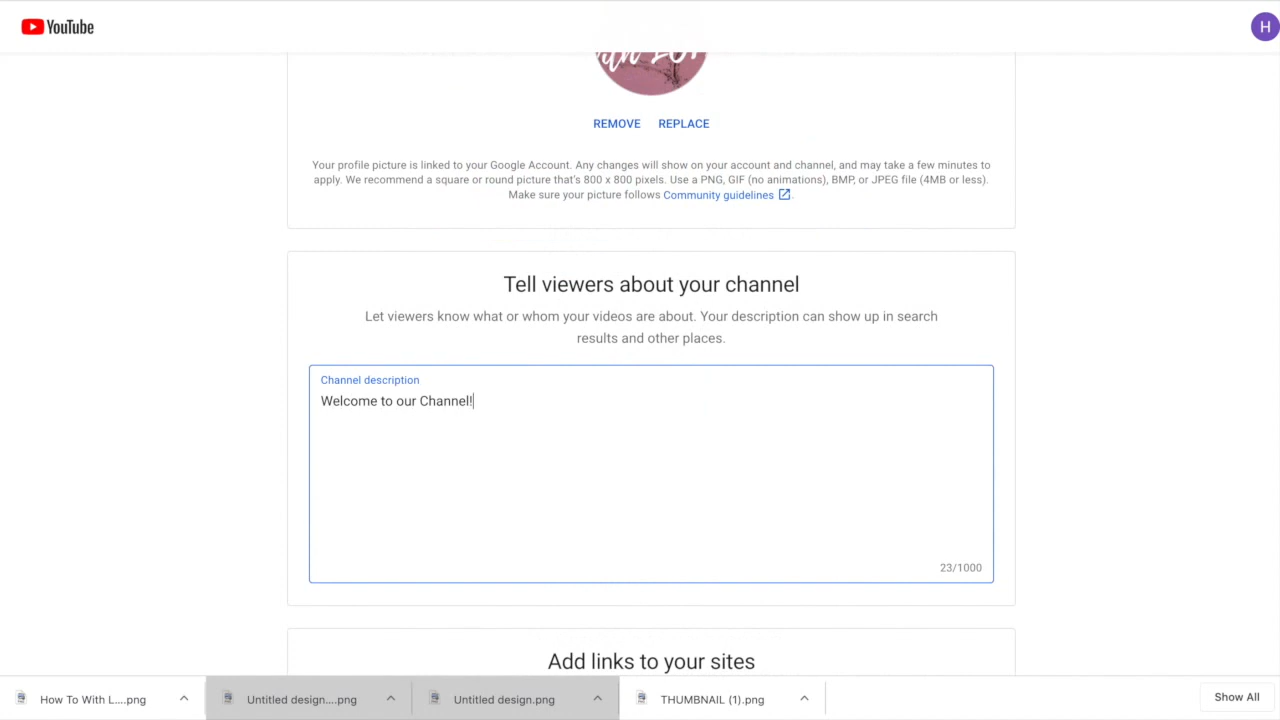 YouTube
H
REMOVE REPLACE
Your profile picture is linked to your Google Account. Any changes will show on your account and channel, and may take a few minutes to
apply. We recommend a square or round picture that's 800 x 800 pixels. Use a PNG, GIF (no animations), BMP, or JPEG file (4MB or less).
Make sure your picture follows Community guidelines.
Tell viewers about your channel
Let viewers know what or whom your videos are about. Your description can show up in search
results and other places.
Channel description
Welcome to our Channel!
23/1000
Add links to your sites
How To With L....png
Untitled design....png
Untitled design.png
THUMBNAIL (1).png
Show All